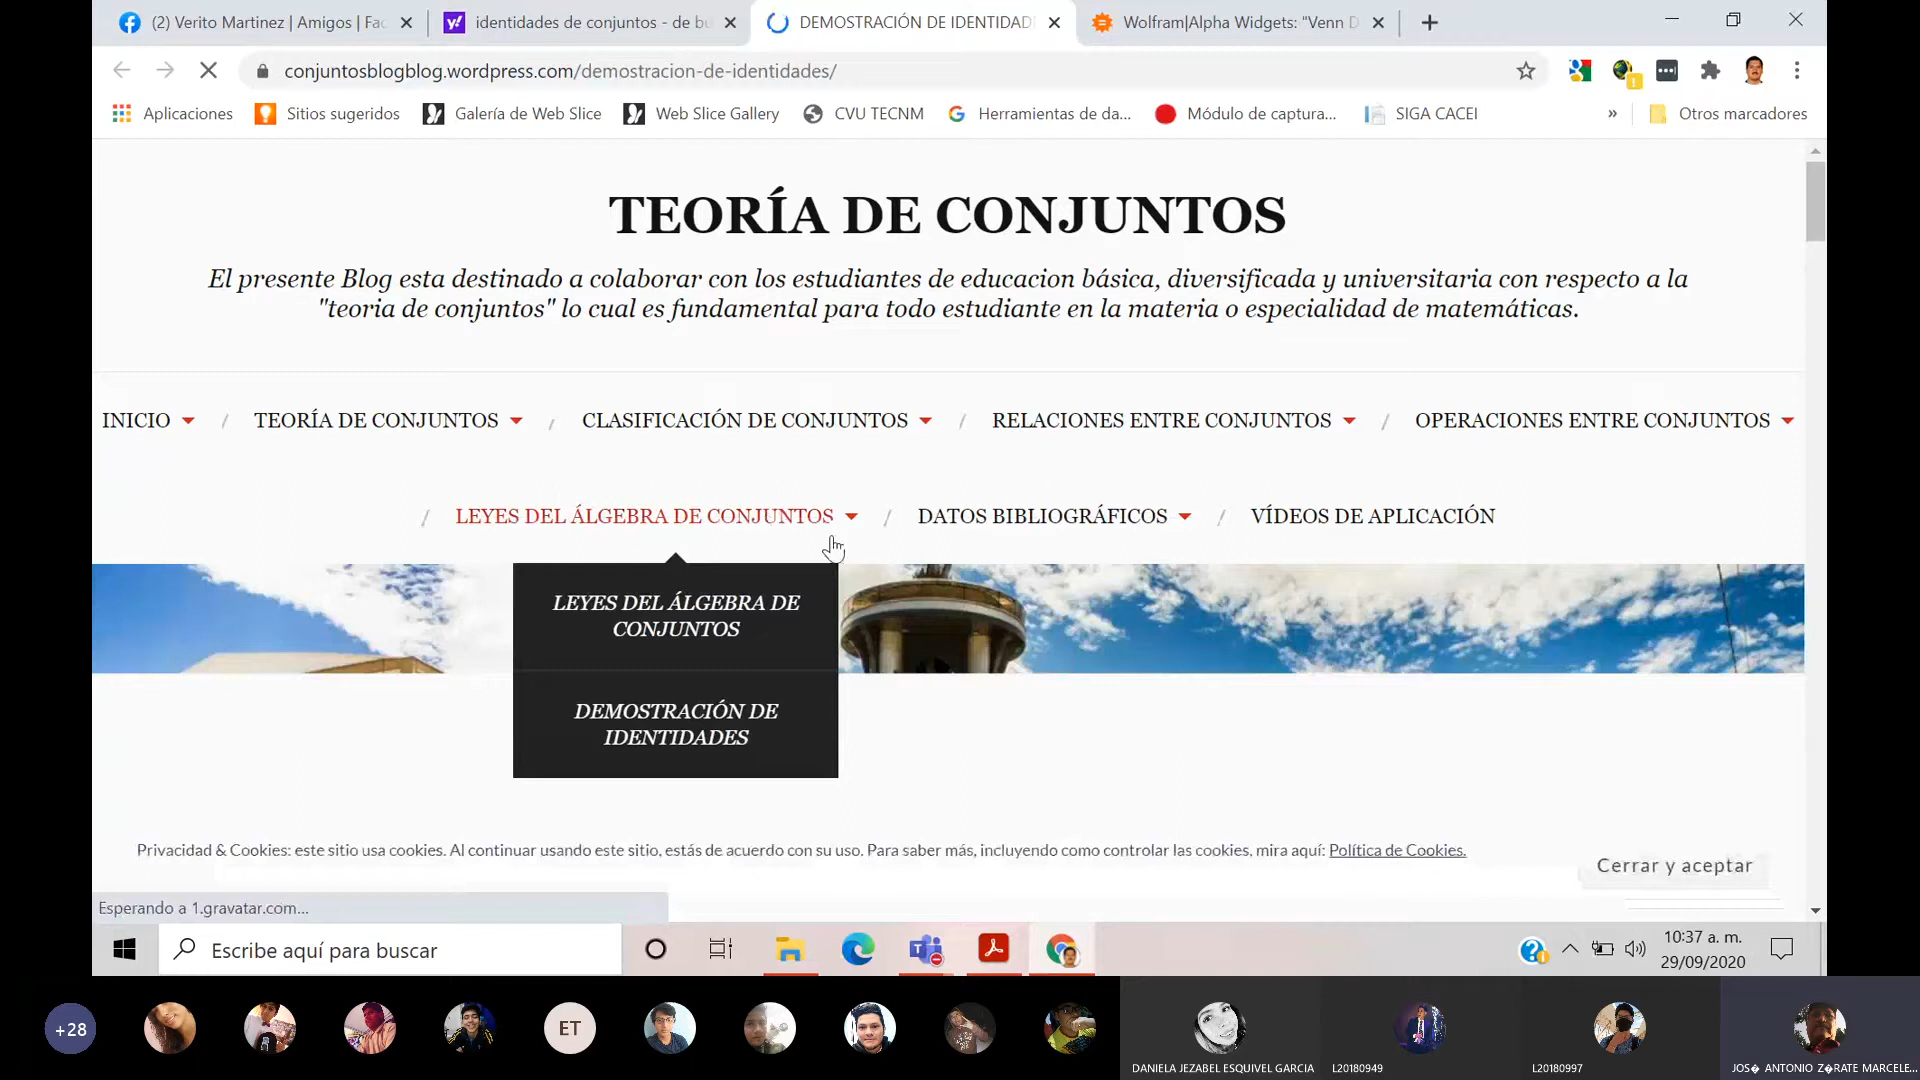 (2) Verito Martinez | Amigos | Fac
identidades de conjuntos - de bu
DEMOSTRACIÓN DE IDENTIDAD
Wolfram|Alpha Widgets: "Venn D
conjuntosblogblog.wordpress.com/demostracion-de-identidades/
Aplicaciones
Sitios sugeridos
Galería de Web Slice
Web Slice Gallery
CVU TECNM
Herramientas de da...
Módulo de captura...
SIGA CACEI
»
Otros marcadores
TEORÍA DE CONJUNTOS
El presente Blog esta destinado a colaborar con los estudiantes de educacion básica, diversificada y universitaria con respecto a la
"teoria de conjuntos" lo cual es fundamental para todo estudiante en la materia o especialidad de matemáticas.
INICIO / TEORÍA DE CONJUNTOS / CLASIFICACIÓN DE CONJUNTOS / RELACIONES ENTRE CONJUNTOS / OPERACIONES ENTRE CONJUNTOS
/ LEYES DEL ÁLGEBRA DE CONJUNTOS / DATOS BIBLIOGRÁFICOS / VÍDEOS DE APLICACIÓN
LEYES DEL ÁLGEBRA DE
CONJUNTOS
DEMOSTRACIÓN DE
IDENTIDADES
Privacidad & Cookies: este sitio usa cookies. Al continuar usando este sitio, estás de acuerdo con su uso. Para saber más, incluyendo como controlar las cookies, mira aquí: Política de Cookies.
Cerrar y aceptar
Esperando a 1.gravatar.com...
Escribe aquí para buscar
10:37 a. m.
29/09/2020
+28
ET
DANIELA JEZABEL ESQUIVEL GARCIA
L20180949
L20180997
JOS� ANTONIO Z�RATE MARCELE...